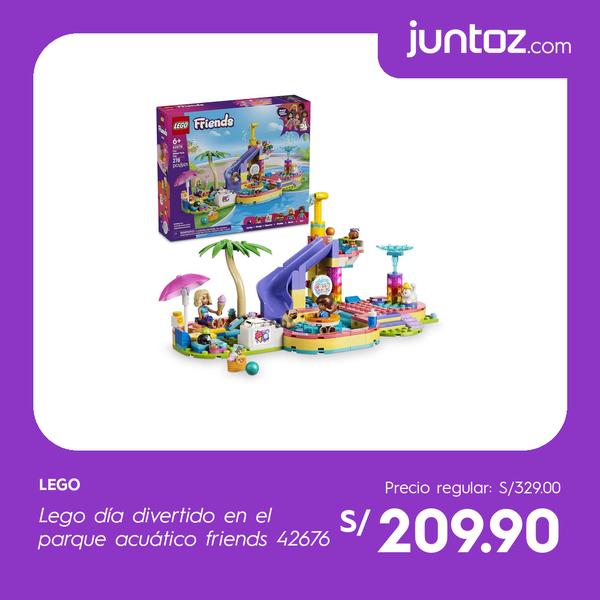 juntoz.com
LEGO Friends
6+
278
LEGO
Lego día divertido en el
parque acuático friends 42676
Precio regular: S/329.00
S/ 209.90